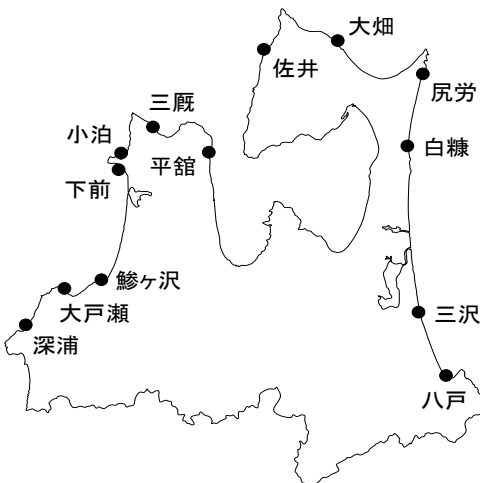 大畑
佐井
尻労
三厩
小泊
平舘
白糠
下前
鰺ヶ沢
大戸瀬
三沢
深浦
八戸